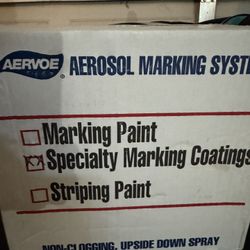 AERVOE AEROSOL MARKING SYST
Marking Paint
Specialty Marking Coatings
Striping Paint
NON-CLOGGING, UPSIDE DOWN SPRAY